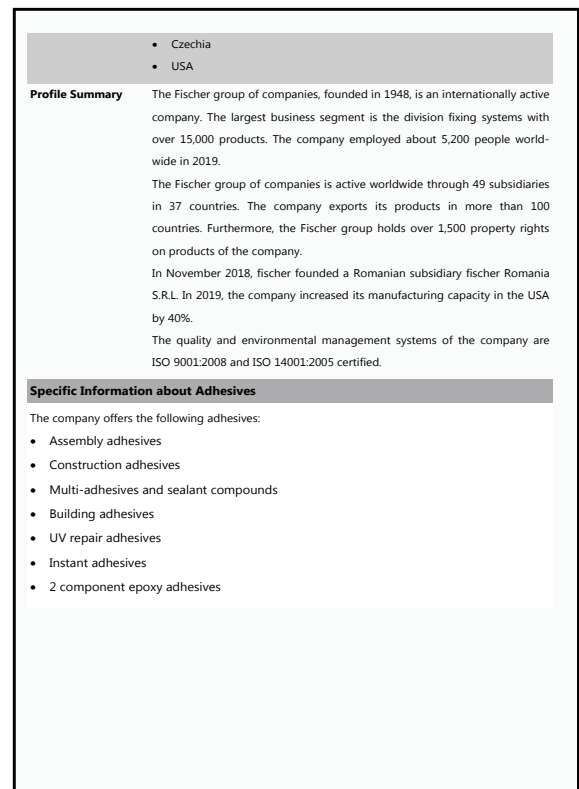 • Czechia
• USA
Profile Summary
The Fischer group of companies, founded in 1948, is an internationally active
company. The largest business segment is the division fixing systems with
over 15,000 products. The company employed about 5,200 people world-
wide in 2019.
The Fischer group of companies is active worldwide through 49 subsidiaries
in 37 countries. The company exports its products in more than 100
countries. Furthermore, the Fischer group holds over 1,500 property rights
on products of the company.
In November 2018, fischer founded a Romanian subsidiary fischer Romania
S.R.L. In 2019, the company increased its manufacturing capacity in the USA
by 40%.
The quality and environmental management systems of the company are
ISO 9001:2008 and ISO 14001:2005 certified.
Specific Information about Adhesives
The company offers the following adhesives:
• Assembly adhesives
• Construction adhesives
• Multi-adhesives and sealant compounds
• Building adhesives
• UV repair adhesives
• Instant adhesives
• 2 component epoxy adhesives